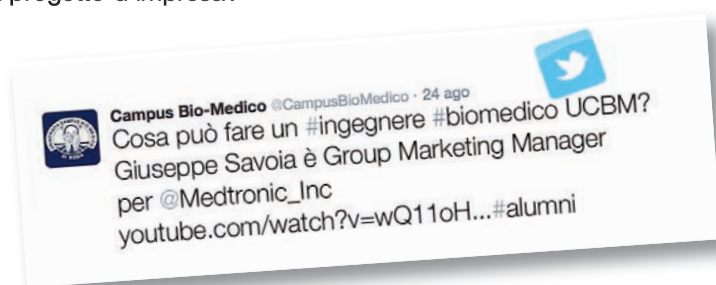 progetto d'impresa.
Campus Bio-Medico @CampusBioMedico · 24 ago
Cosa può fare un #ingegnere #biomedico UCBM?
Giuseppe Savoia è Group Marketing Manager
per @Medtronic_Inc
youtube.com/watch?v=wQ11oH...#alumni